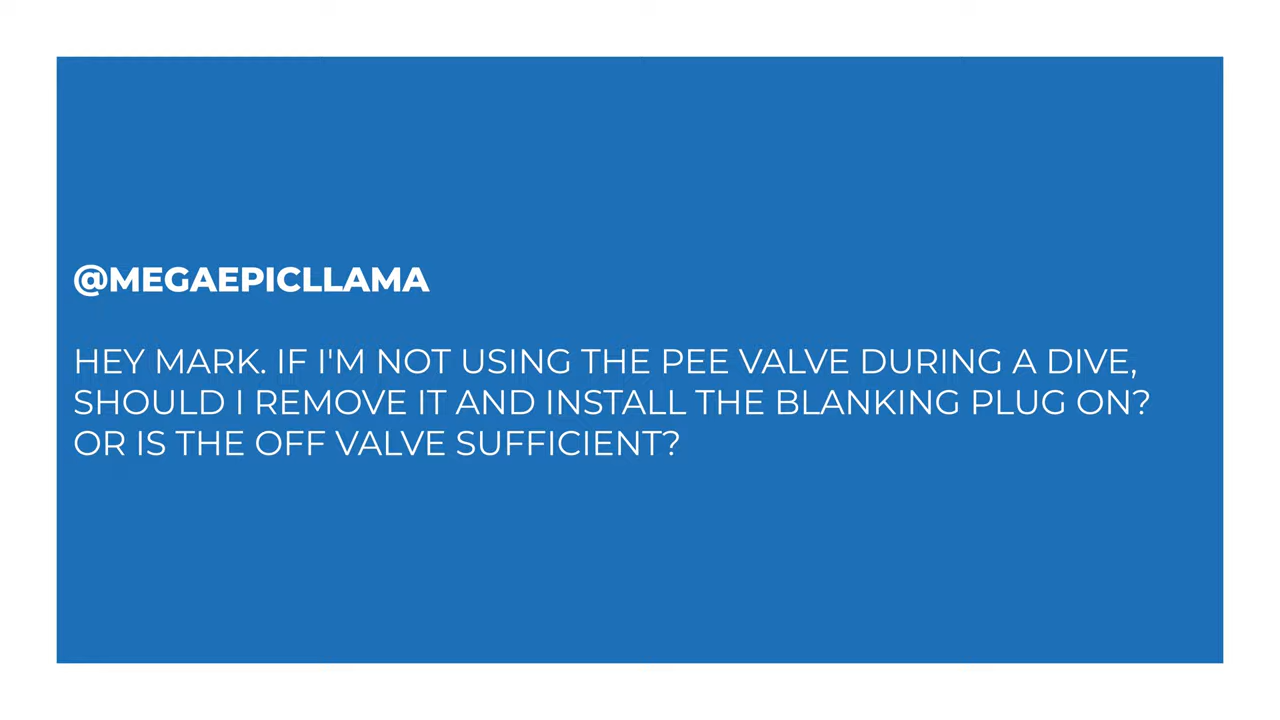 @MEGAEPICLLAMA
HEY MARK. IF I'M NOT USING THE PEE VALVE DURING A DIVE,
SHOULD I REMOVE IT AND INSTALL THE BLANKING PLUG ON?
OR IS THE OFF VALVE SUFFICIENT?